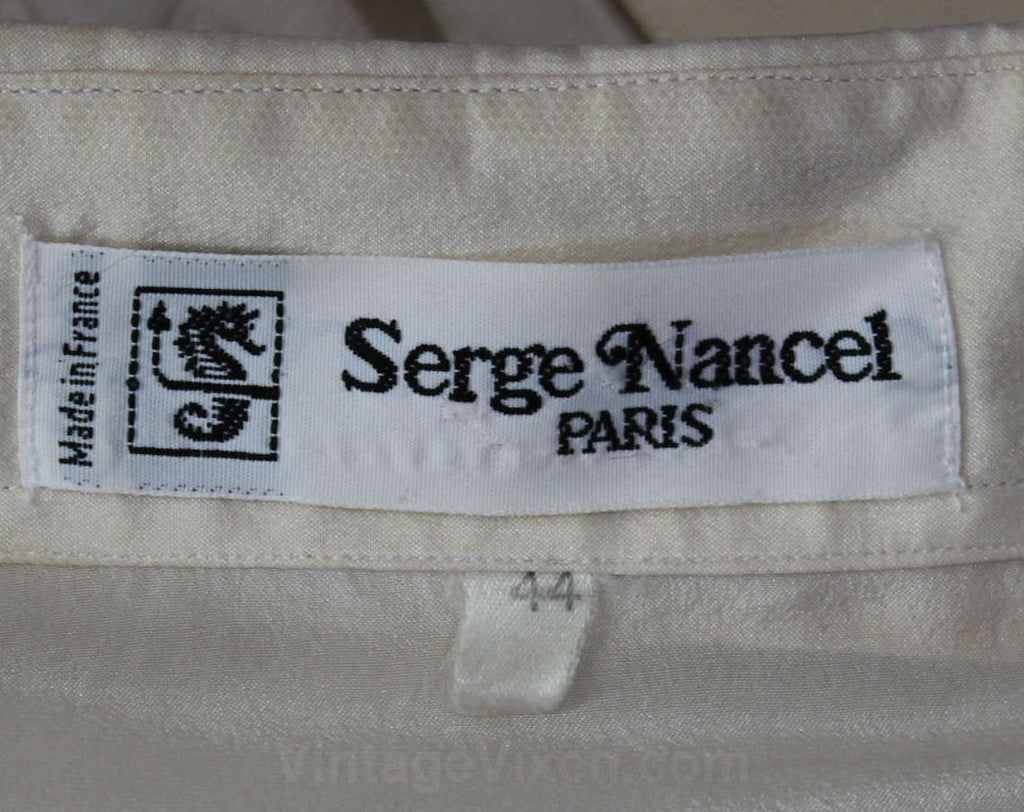 Made in France
Serge Nancel
PARIS
44
VintageVixen.com